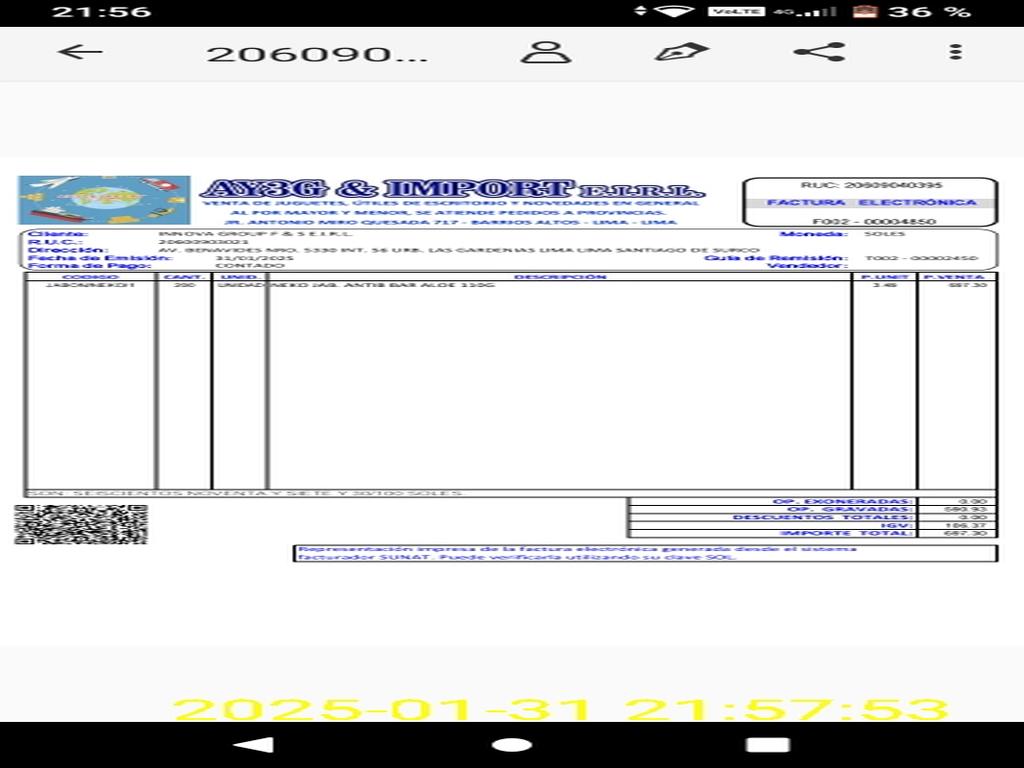 21:56
VoLTE 4G 36 %
206090...
AY3G & IMPORT E.I.R.L.
VENTA DE JUGUETES, ÚTILES DE ESCRITORIO Y NOVEDADES EN GENERAL
AL POR MAYOR Y MENOR, SE ATIENDE PEDIDOS A PROVINCIAS.
JR. ANTONIO MIRO QUESADA 717 - BARRIOS ALTOS - LIMA - LIMA
RUC: 20609040395
FACTURA ELECTRÓNICA
F002 - 00004850
Cliente: INNOVA GROUP F & S E.I.R.L. Moneda: SOLES
R.U.C.:
Dirección: AV. BENAVIDES NRO. 5330 INT. 56 URB. LAS GARDENIAS LIMA LIMA SANTIAGO DE SURCO
Fecha de Emisión: 31/01/2025 Guia de Remisión: T002 - 00002450
Forma de Pago: CONTADO Vendedor:
CODIGO CANT. UNID. DESCRIPCIÓN P.UNIT P.VENTA
UNIDAD NEKO JAB. ANTIB BAR ALOE 110G 697.30
SON: SEISCIENTOS NOVENTA Y SIETE Y 30/100 SOLES.
OP. EXONERADAS: 0.00
OP. GRAVADAS: 590.93
DESCUENTOS TOTALES: 0.00
IGV: 106.37
IMPORTE TOTAL: 697.30
Representación impresa de la factura electrónica generada desde el sistema
facturador SUNAT. Puede verificarla utilizando su clave SOL.
2025-01-31 21:57:53